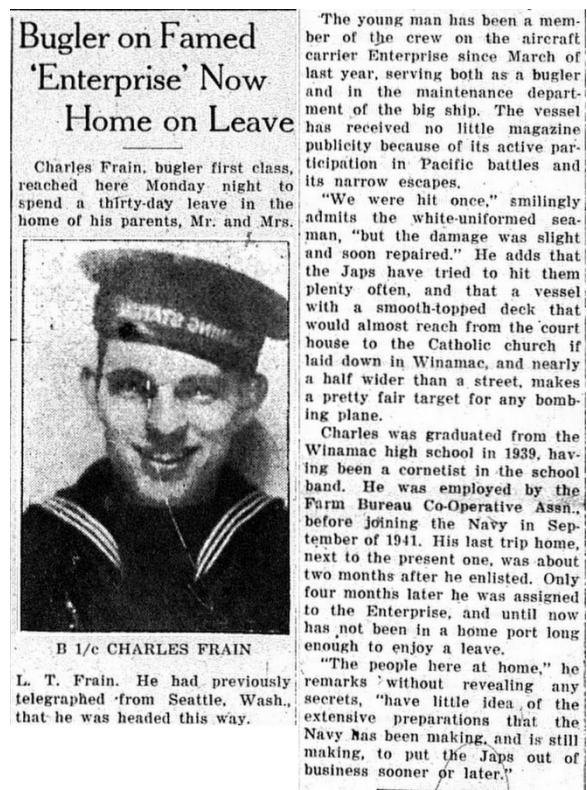 Bugler on Famed
'Enterprise' Now
Home on Leave
Charles Frain, bugler first class,
reached here Monday night to
spend a thirty-day leave in the
home of his parents, Mr. and Mrs.
B 1/c CHARLES FRAIN
L. T. Frain. He had previously
telegraphed from Seattle, Wash.,
that he was headed this way.
The young man has been a mem-
ber of the crew on the aircraft
carrier Enterprise since March of
last year, serving both as a bugler
and in the maintenance depart-
ment of the big ship. The vessel
has received no little magazine
publicity because of its active par-
ticipation in Pacific battles and
its narrow escapes.
"We were hit once," smilingly
admits the white-uniformed sea-
man, "but the damage was slight
and soon repaired." He adds that
the Japs have tried to hit them
plenty often, and that a vessel
with a smooth-topped deck that
would almost reach from the court
house to the Catholic church if
laid down in Winamac, and nearly
a half wider than a street, makes
a pretty fair target for any bomb-
ing plane.
Charles was graduated from the
Winamac high school in 1939, hav-
ing been a cornetist in the school
band. He was employed by the
Farm Bureau Co-Operative Assn.,
before joining the Navy in Sep-
tember of 1941. His last trip home,
next to the present one, was about
two months after he enlisted. Only
four months later he was assigned
to the Enterprise, and until now
has not been in a home port long
enough to enjoy a leave.
"The people here at home," he
remarks without revealing any
secrets, "have little idea of the
extensive preparations that the
Navy has been making, and is still
making, to put the Japs out of
business sooner or later."